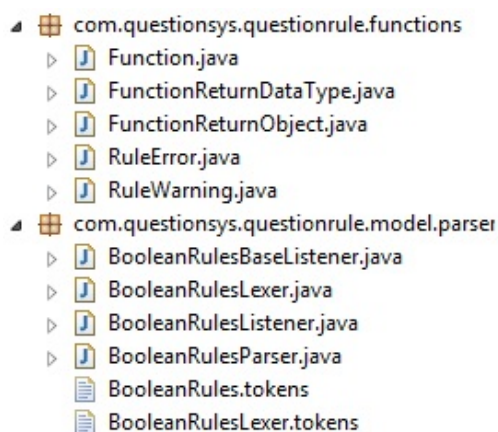 com.questionsys.questionrule.functions
Function.java
FunctionReturnDataType.java
FunctionReturnObject.java
RuleError.java
RuleWarning.java
com.questionsys.questionrule.model.parser
BooleanRulesBaseListener.java
BooleanRulesLexer.java
BooleanRulesListener.java
BooleanRulesParser.java
BooleanRules.tokens
BooleanRulesLexer.tokens